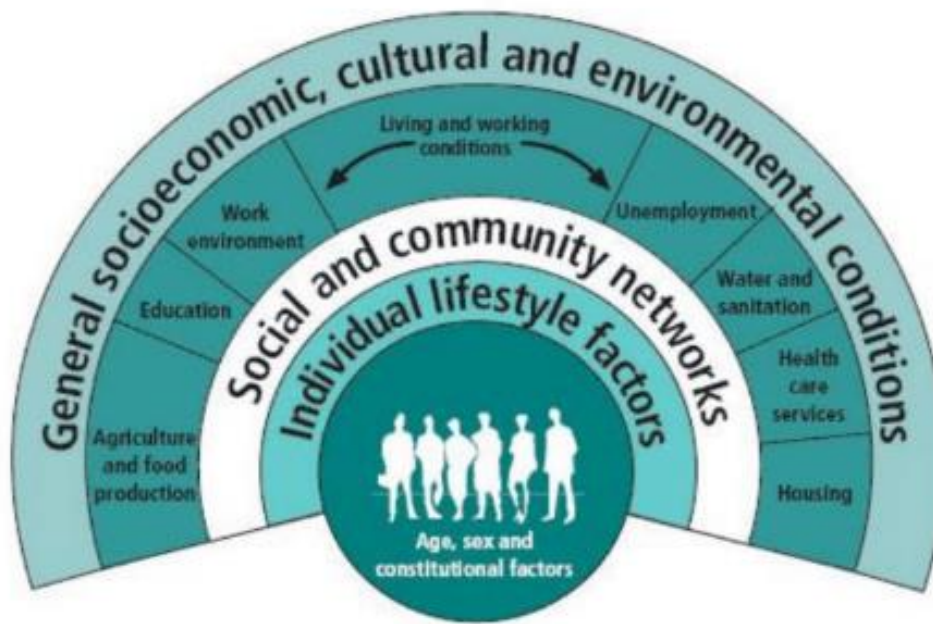 General socioeconomic, cultural and environmental conditions
Living and working
conditions
Work
environment
Education
Agriculture
and food
production
Unemployment
Water and
sanitation
Health
care
services
Housing
Social and community networks
Individual lifestyle factors
Age, sex and
constitutional factors